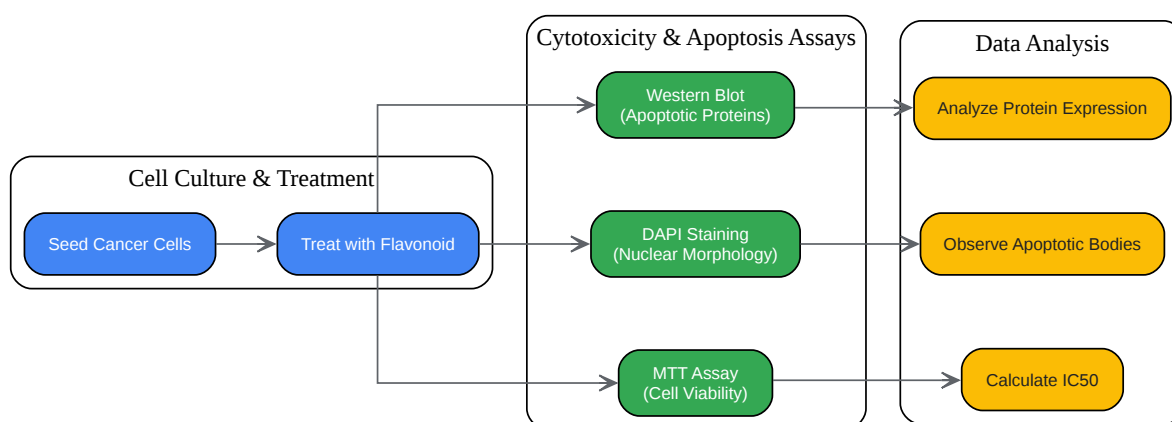 Cytotoxicity & Apoptosis Assays
Data Analysis
Western Blot
(Apoptotic Proteins)
Analyze Protein Expression
Cell Culture & Treatment
Seed Cancer Cells
Treat with Flavonoid
DAPI Staining
(Nuclear Morphology)
Observe Apoptotic Bodies
MTT Assay
(Cell Viability)
Calculate IC50